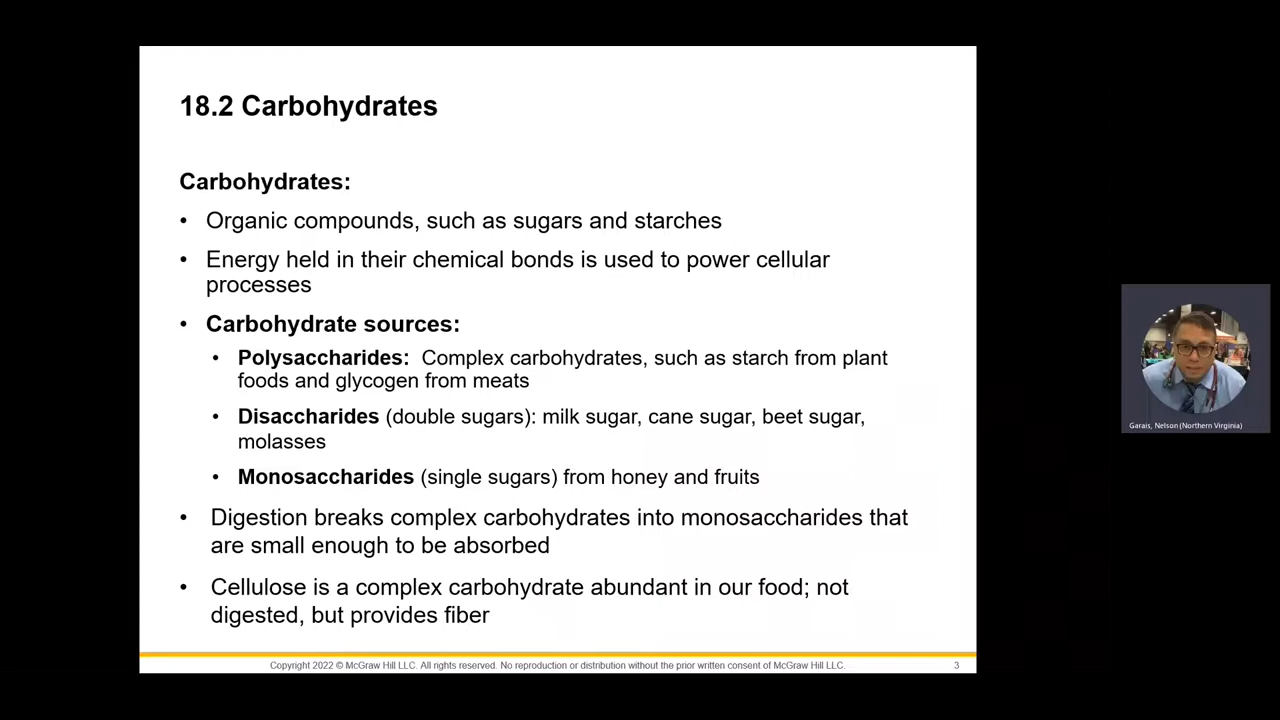 18.2 Carbohydrates
Carbohydrates:
• Organic compounds, such as sugars and starches
• Energy held in their chemical bonds is used to power cellular
processes
• Carbohydrate sources:
• Polysaccharides: Complex carbohydrates, such as starch from plant
foods and glycogen from meats
• Disaccharides (double sugars): milk sugar, cane sugar, beet sugar,
molasses
• Monosaccharides (single sugars) from honey and fruits
• Digestion breaks complex carbohydrates into monosaccharides that
are small enough to be absorbed
• Cellulose is a complex carbohydrate abundant in our food; not
digested, but provides fiber
Copyright 2022 © McGraw Hill LLC. All rights reserved. No reproduction or distribution without the prior written consent of McGraw Hill LLC.
3
Garais, Nelson (Northern Virginia)